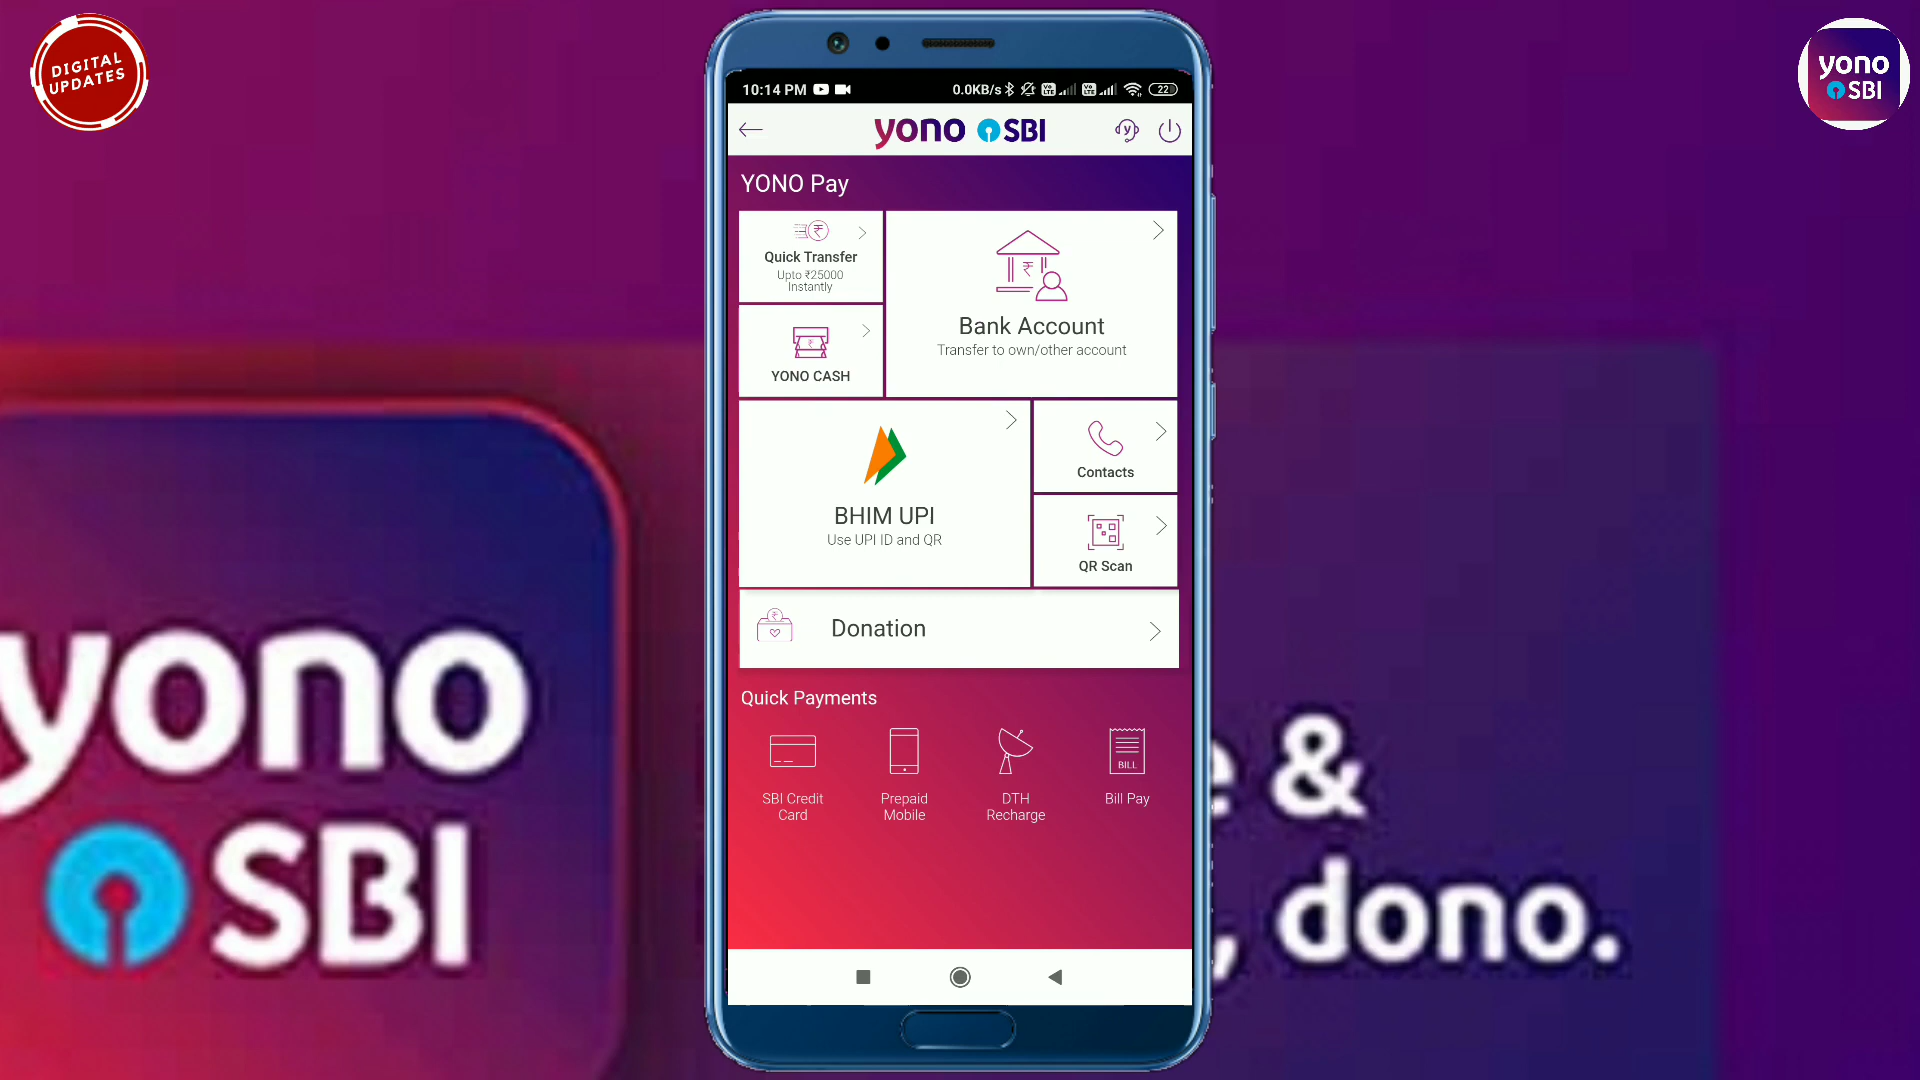 DIGITAL
UPDATES
yono
SBI
10:14 PM
0.0KB/s
22
yono SBI
YONO Pay
Quick Transfer
Upto ₹25000
Instantly
Bank Account
Transfer to own/other account
YONO CASH
BHIM UPI
Use UPI ID and QR
Contacts
QR Scan
Donation
Quick Payments
BILL
SBI Credit
Card
Prepaid
Mobile
DTH
Recharge
Bill Pay
yono
SBI
&
, dono.